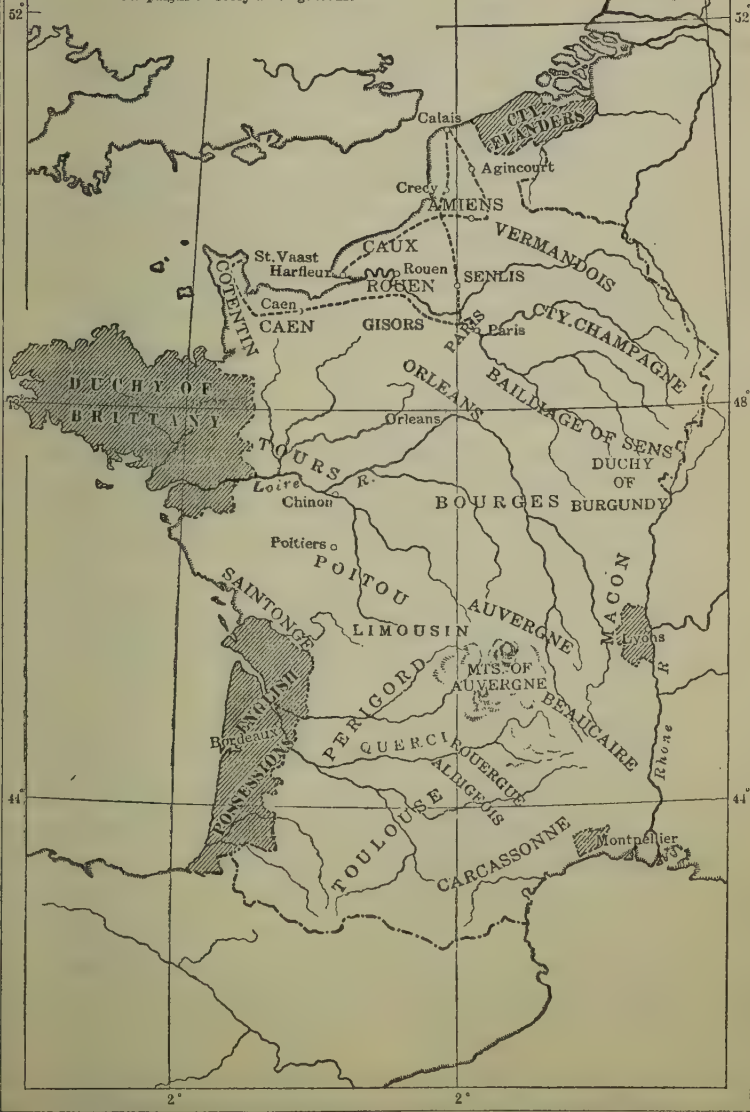 52°
52°
Calais
CTY.
FLANDERS
Agincourt
Crecy
AMIENS
VERMANDOIS
CAUX
St.Vaast
Harfleur
Rouen
ROUEN
SENLIS
COTENTIN
Caen
CAEN
GISORS
PARIS
Paris
CTY.CHAMPAGNE
DUCHY OF
BRITTANY
48°
48°
ORLEANS
Orleans
BAILLIAGE OF SENS
DUCHY
OF
BURGUNDY
TOURS
Loire R.
Chinon
BOURGES
Poitiers
POITOU
MACON
SAINTONGE
LIMOUSIN
AUVERGNE
Lyons
MTS. OF
AUVERGNE
ENGLISH
POSSESSIONS
Bordeaux
PERIGORD
QUERCI
ROUERGUE
ALBIGEOIS
BEAUCAIRE
Rhone R
44°
44°
TOULOUSE
CARCASSONNE
Montpellier
2°
2°